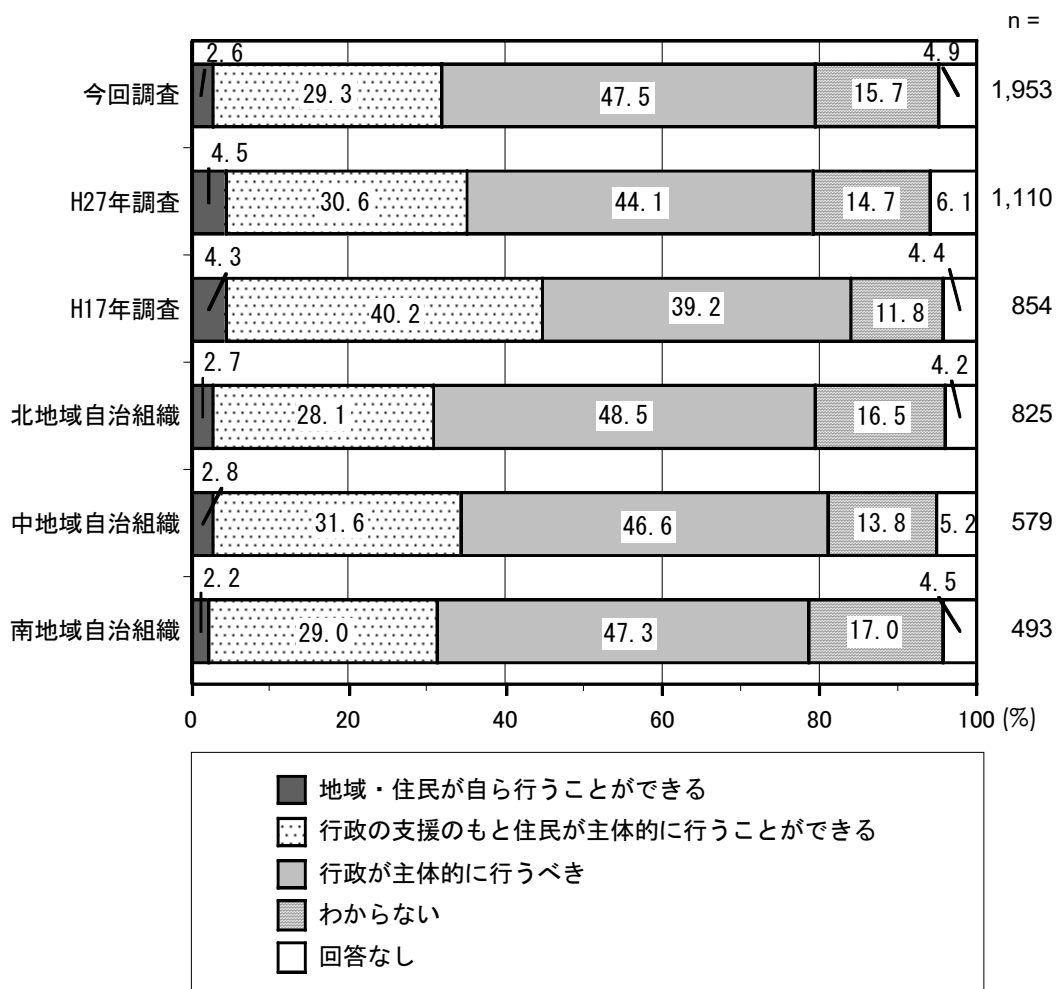 n =
2.6 4.9
今回調査 29.3 47.5 15.7 1,953
4.5
H27年調査 30.6 44.1 14.7 6.1 1,110
4.3 4.4
H17年調査 40.2 39.2 11.8 854
2.7 4.2
北地域自治組織 28.1 48.5 16.5 825
2.8
中地域自治組織 31.6 46.6 13.8 5.2 579
2.2 4.5
南地域自治組織 29.0 47.3 17.0 493
0 20 40 60 80 100 (%)
地域・住民が自ら行うことができる
行政の支援のもと住民が主体的に行うことができる
行政が主体的に行うべき
わからない
回答なし